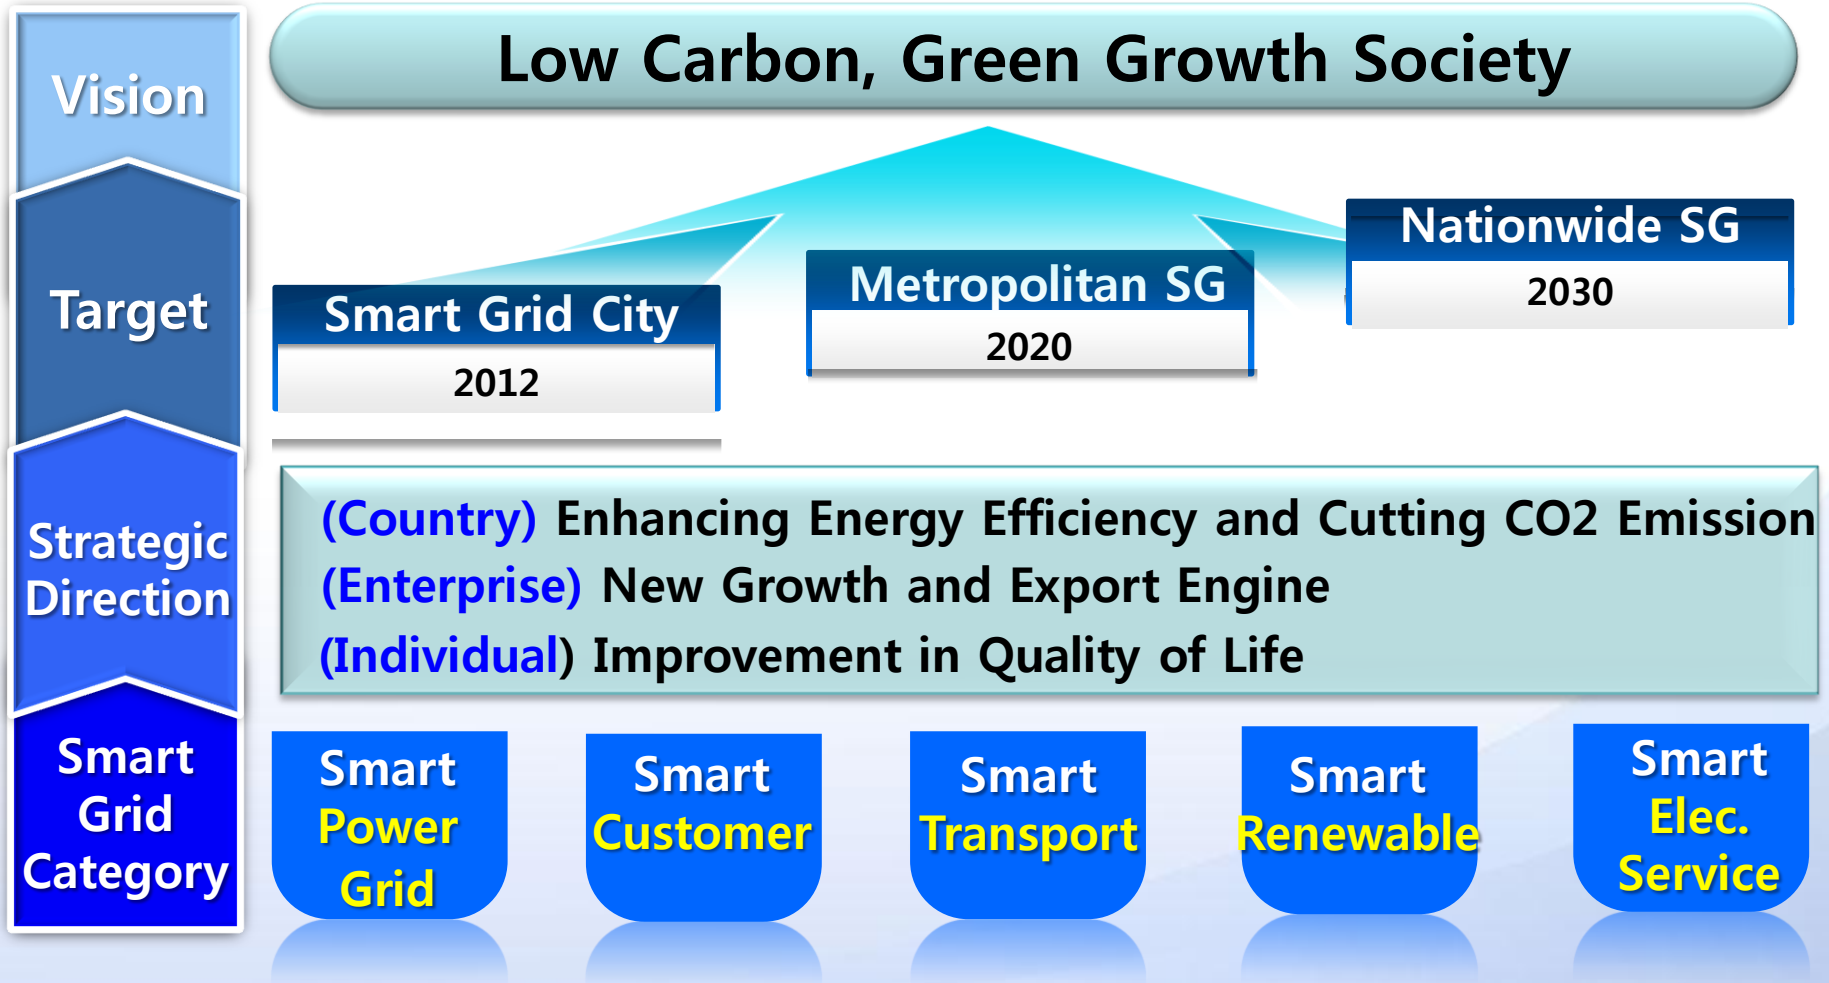 Vision
Low Carbon, Green Growth Society
Target
Smart Grid City
2012
Metropolitan SG
2020
Nationwide SG
2030
Strategic
Direction
(Country) Enhancing Energy Efficiency and Cutting CO2 Emission
(Enterprise) New Growth and Export Engine
(Individual) Improvement in Quality of Life
Smart
Grid
Category
Smart
Power
Grid
Smart
Customer
Smart
Transport
Smart
Renewable
Smart
Elec.
Service